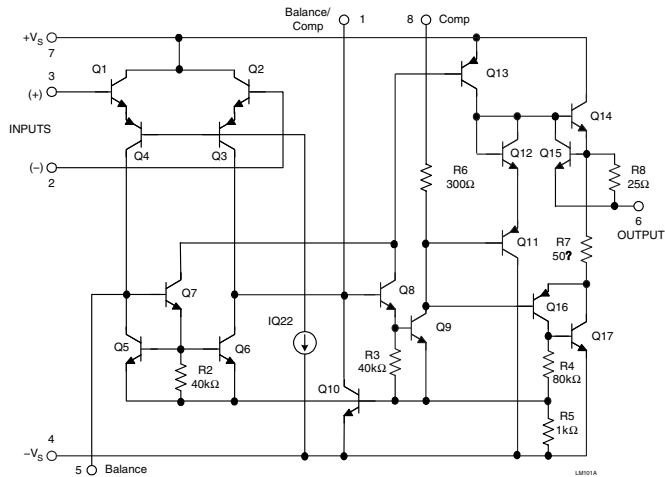 Balance/
Comp
1
8
Comp
+VS
7
Q1
Q2
Q13
3
(+)
Q14
INPUTS
Q4
Q3
Q12
Q15
R8
25Ω
(–)
2
R6
300Ω
6
OUTPUT
Q11
R7
50?
Q7
Q8
Q16
IQ22
Q9
Q17
Q5
Q6
R2
40kΩ
R3
40kΩ
R4
80kΩ
Q10
R5
1kΩ
4
–VS
5
Balance
LM101A